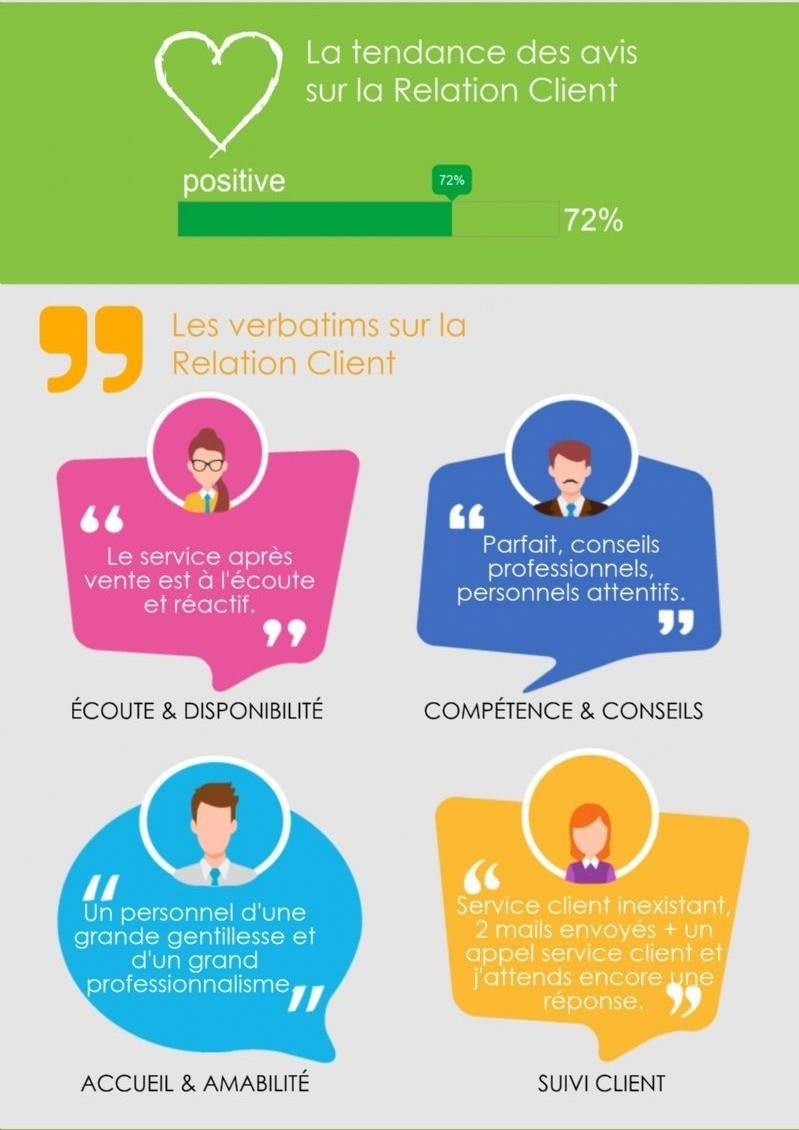 La tendance des avis
sur la Relation Client
positive
72%
72%
Les verbatims sur la
Relation Client
Le service après
vente est à l'écoute
et réactif.
ÉCOUTE & DISPONIBILITÉ
Parfait, conseils
professionnels,
personnels attentifs.
COMPÉTENCE & CONSEILS
Un personnel d'une
grande gentillesse et
d'un grand
professionnalisme
ACCUEIL & AMABILITÉ
Service client inexistant,
2 mails envoyés + un
appel service client et
j'attends encore une
réponse.
SUIVI CLIENT